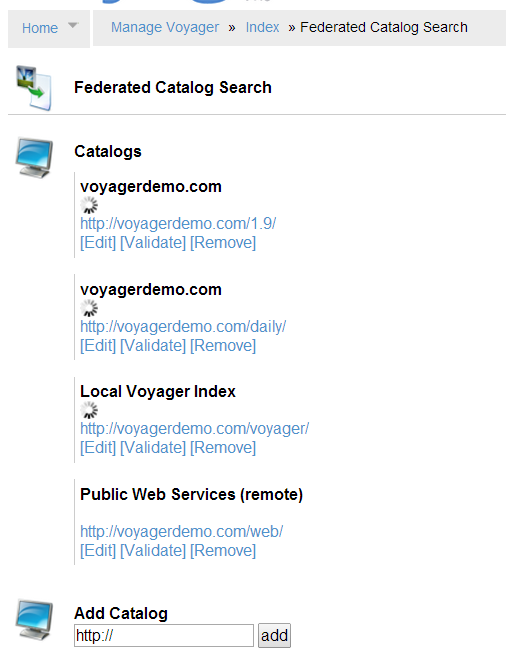 Home Manage Voyager » Index » Federated Catalog Search
Federated Catalog Search
Catalogs
voyagerdemo.com
http://voyagerdemo.com/1.9/
[Edit] [Validate] [Remove]
voyagerdemo.com
http://voyagerdemo.com/daily/
[Edit] [Validate] [Remove]
Local Voyager Index
http://voyagerdemo.com/voyager/
[Edit] [Validate] [Remove]
Public Web Services (remote)
http://voyagerdemo.com/web/
[Edit] [Validate] [Remove]
Add Catalog
http:// add